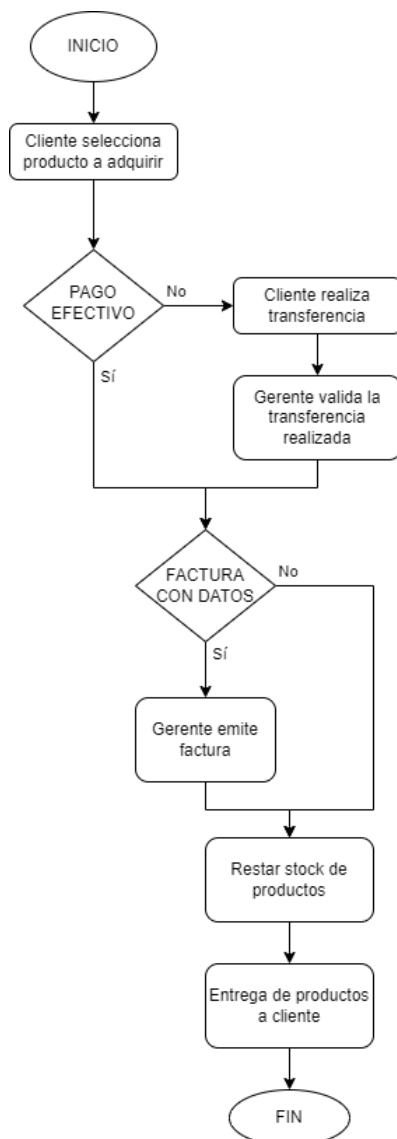 INICIO
Cliente selecciona
producto a adquirir
PAGO
EFECTIVO
No
Cliente realiza
transferencia
Sí
Gerente valida la
transferencia
realizada
FACTURA
CON DATOS
No
Sí
Gerente emite
factura
Restar stock de
productos
Entrega de productos
a cliente
FIN